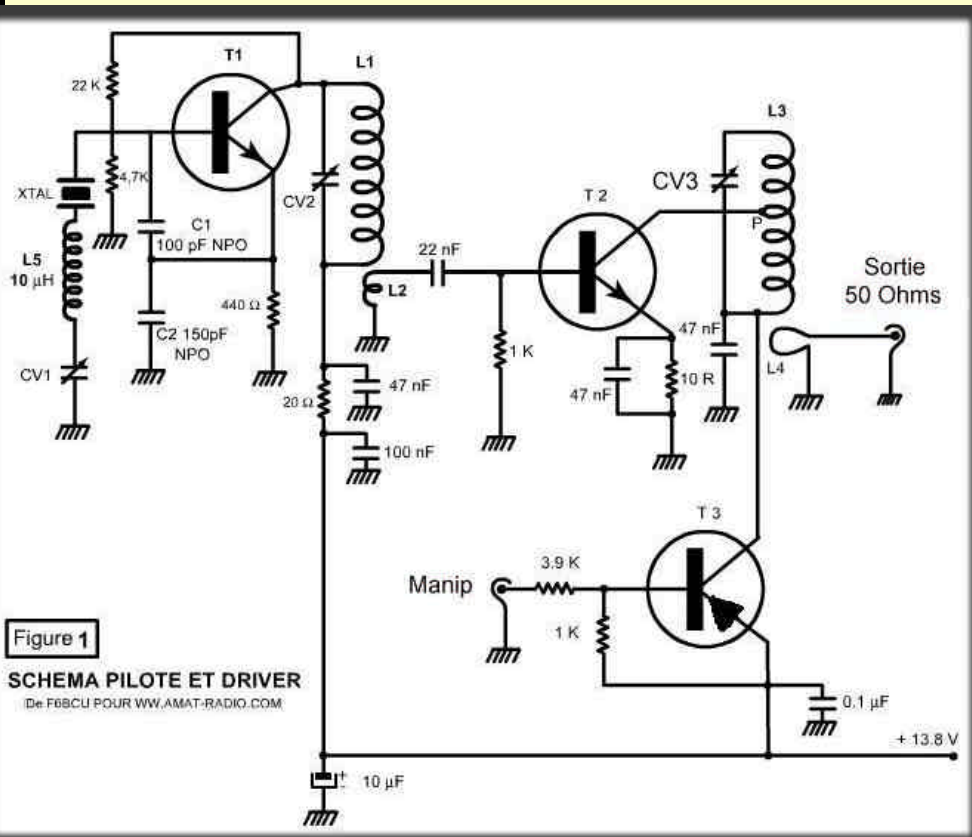 T1
L1
22 K
L3
4,7K
XTAL
CV2
CV3
T 2
P
C1
100 pF NPO
22 nF
L5
10 µH
L2
Sortie
50 Ohms
440 Ω
47 nF
C2 150pF
NPO
1 K
CV1
L4
47 nF
10 R
47 nF
20 Ω
100 nF
T 3
3.9 K
Manip
1 K
Figure 1
SCHEMA PILOTE ET DRIVER
De F6BCU POUR WW.AMAT-RADIO.COM
0.1 µF
+ 13.8 V
+
-
10 µF